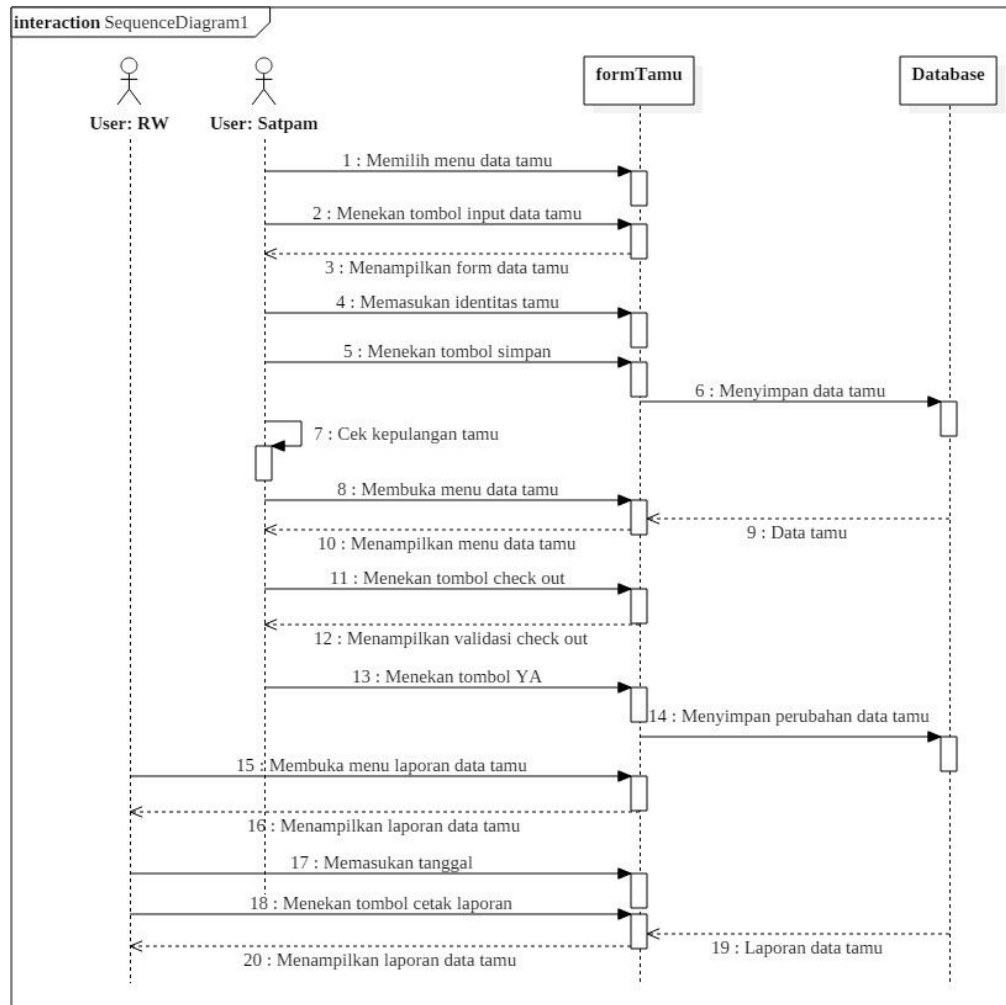 interaction SequenceDiagram1
formTamu
Database
User: RW
User: Satpam
1 : Memilih menu data tamu
2 : Menekan tombol input data tamu
3 : Menampilkan form data tamu
4 : Memasukan identitas tamu
5 : Menekan tombol simpan
6 : Menyimpan data tamu
7 : Cek kepulangan tamu
8 : Membuka menu data tamu
9 : Data tamu
10 : Menampilkan menu data tamu
11 : Menekan tombol check out
12 : Menampilkan validasi check out
13 : Menekan tombol YA
14 : Menyimpan perubahan data tamu
15 : Membuka menu laporan data tamu
16 : Menampilkan laporan data tamu
17 : Memasukan tanggal
18 : Menekan tombol cetak laporan
19 : Laporan data tamu
20 : Menampilkan laporan data tamu